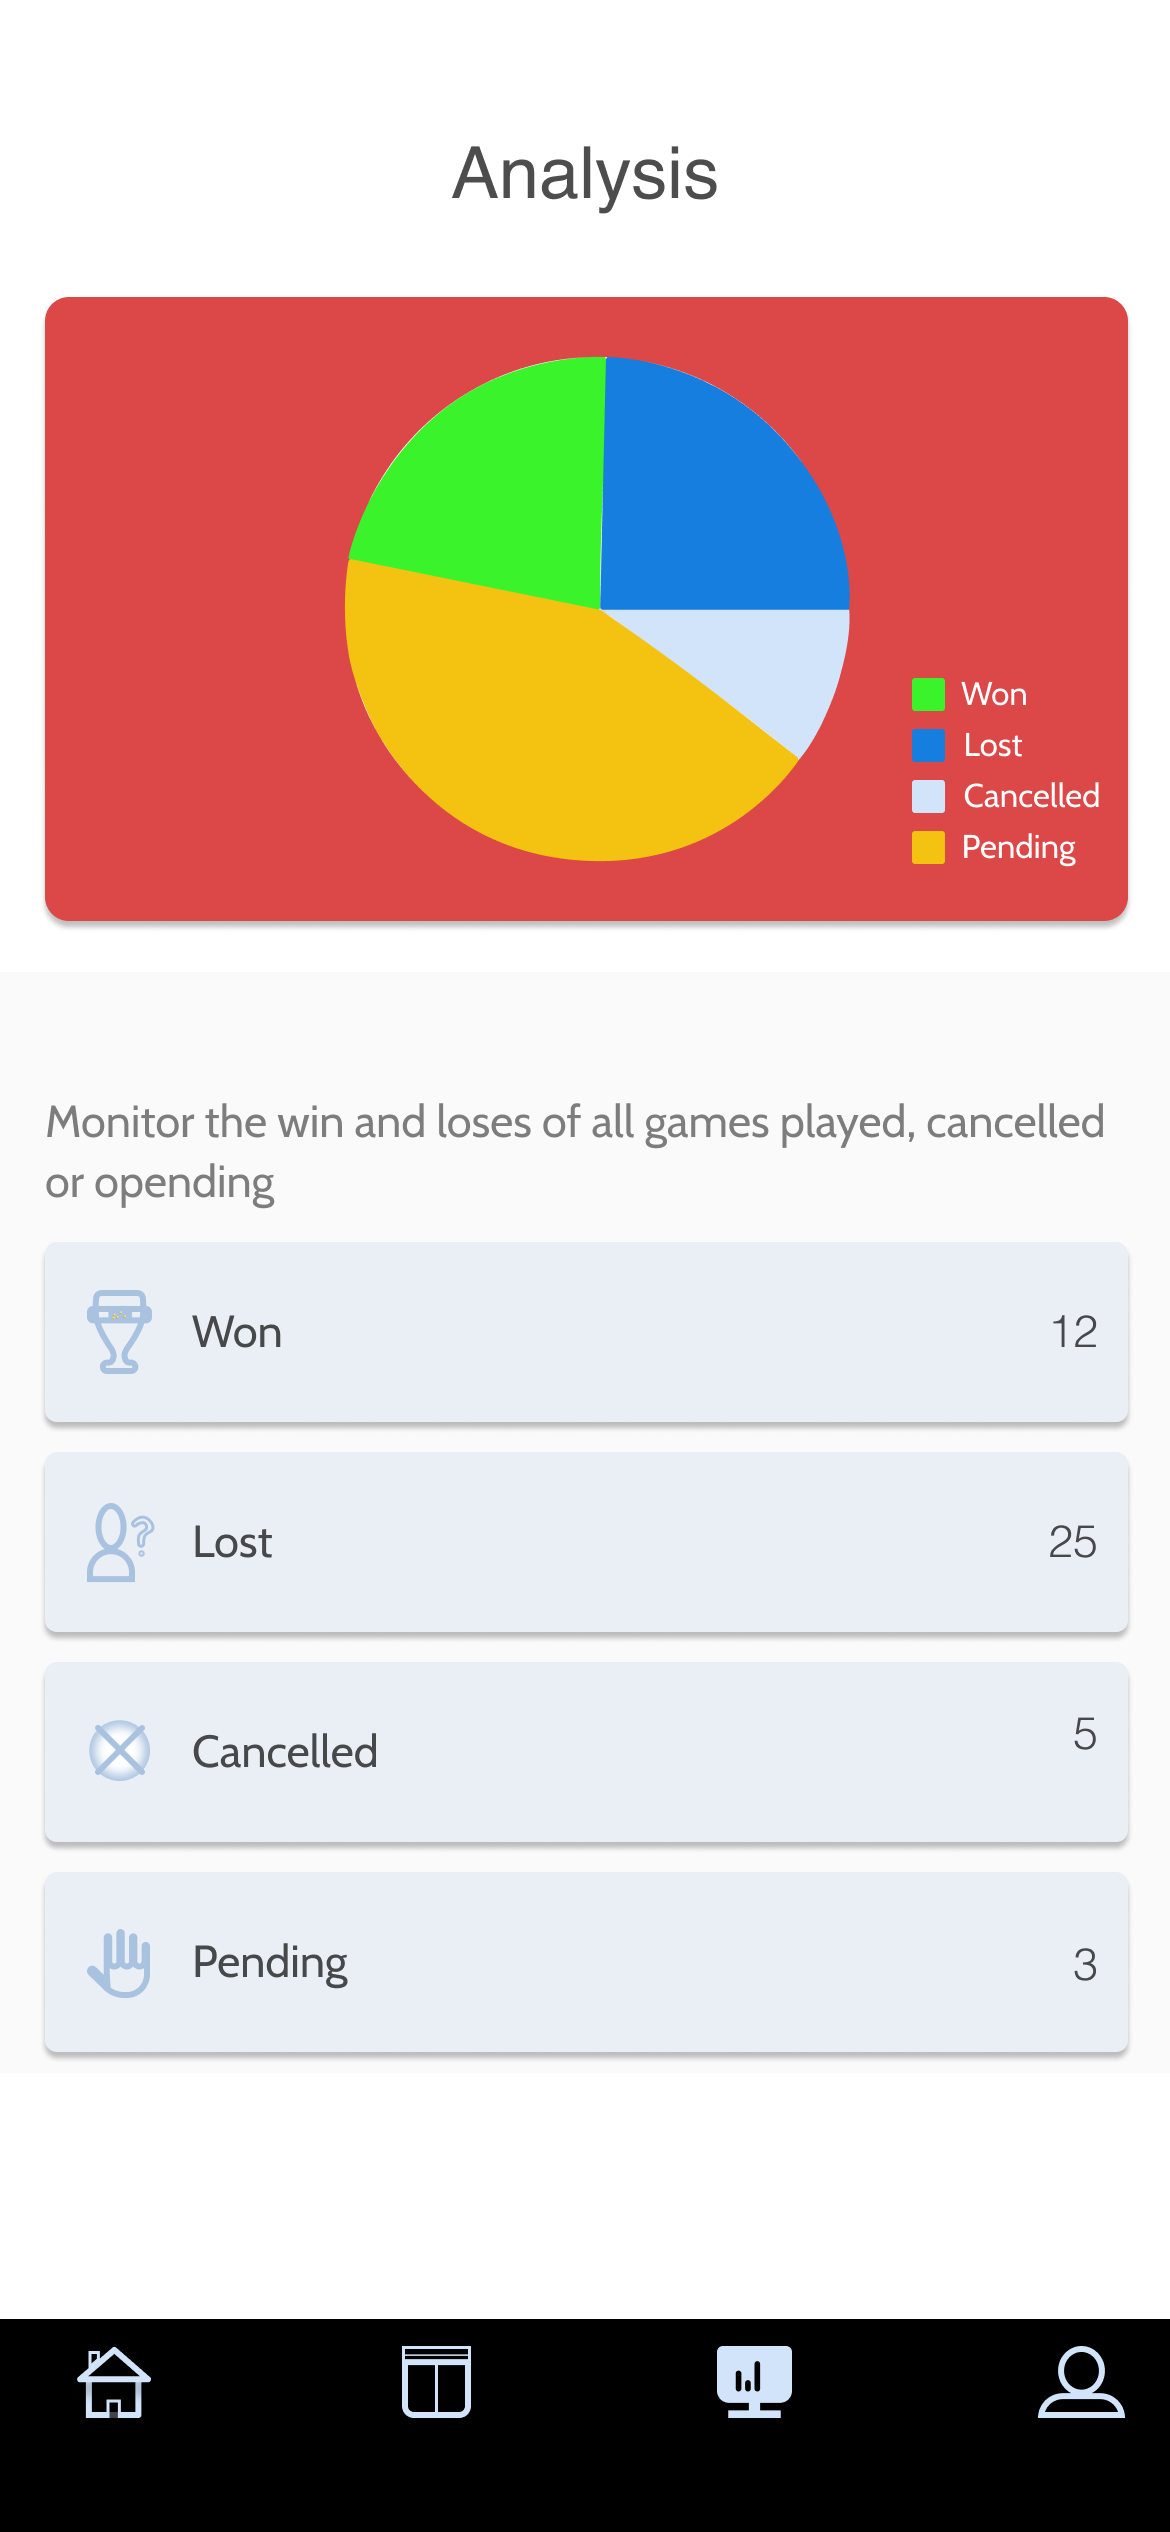 Analysis
Won
Lost
Cancelled
Pending
Monitor the win and loses of all games played, cancelled
or opending
Won 12
Lost 25
Cancelled 5
Pending 3